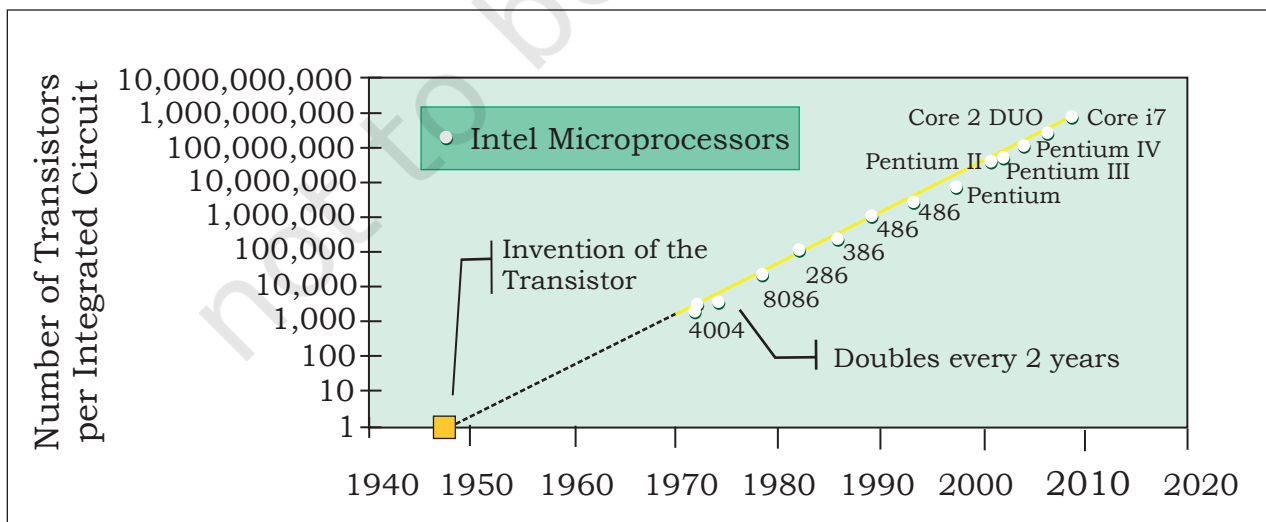 Number of Transistors
per Integrated Circuit
10,000,000,000
1,000,000,000
100,000,000
10,000,000
1,000,000
100,000
10,000
1,000
100
10
1
Intel Microprocessors
Invention of the
Transistor
4004
8086
286
386
486
486
Pentium
Pentium II
Pentium III
Pentium IV
Core 2 DUO
Core i7
Doubles every 2 years
1940
1950
1960
1970
1980
1990
2000
2010
2020
not to be